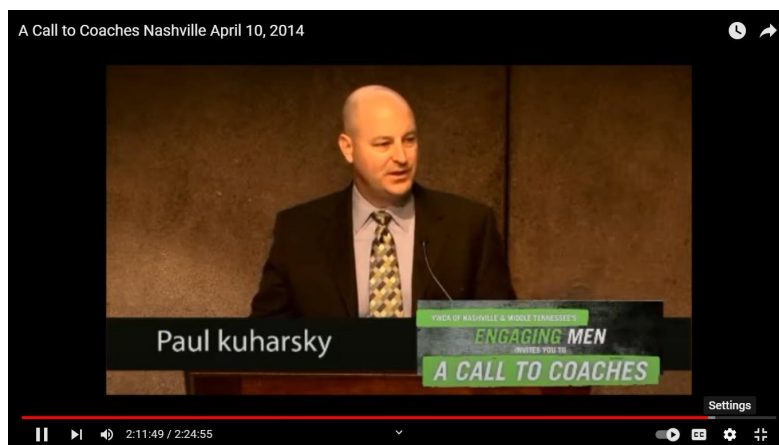 A Call to Coaches Nashville April 10, 2014
Paul kuharsky
YWCA OF NASHVILLE & MIDDLE TENNESSEE'S
ENGAGING MEN
INVITES YOU TO
A CALL TO COACHES
Settings
2:11:49 / 2:24:55
CC